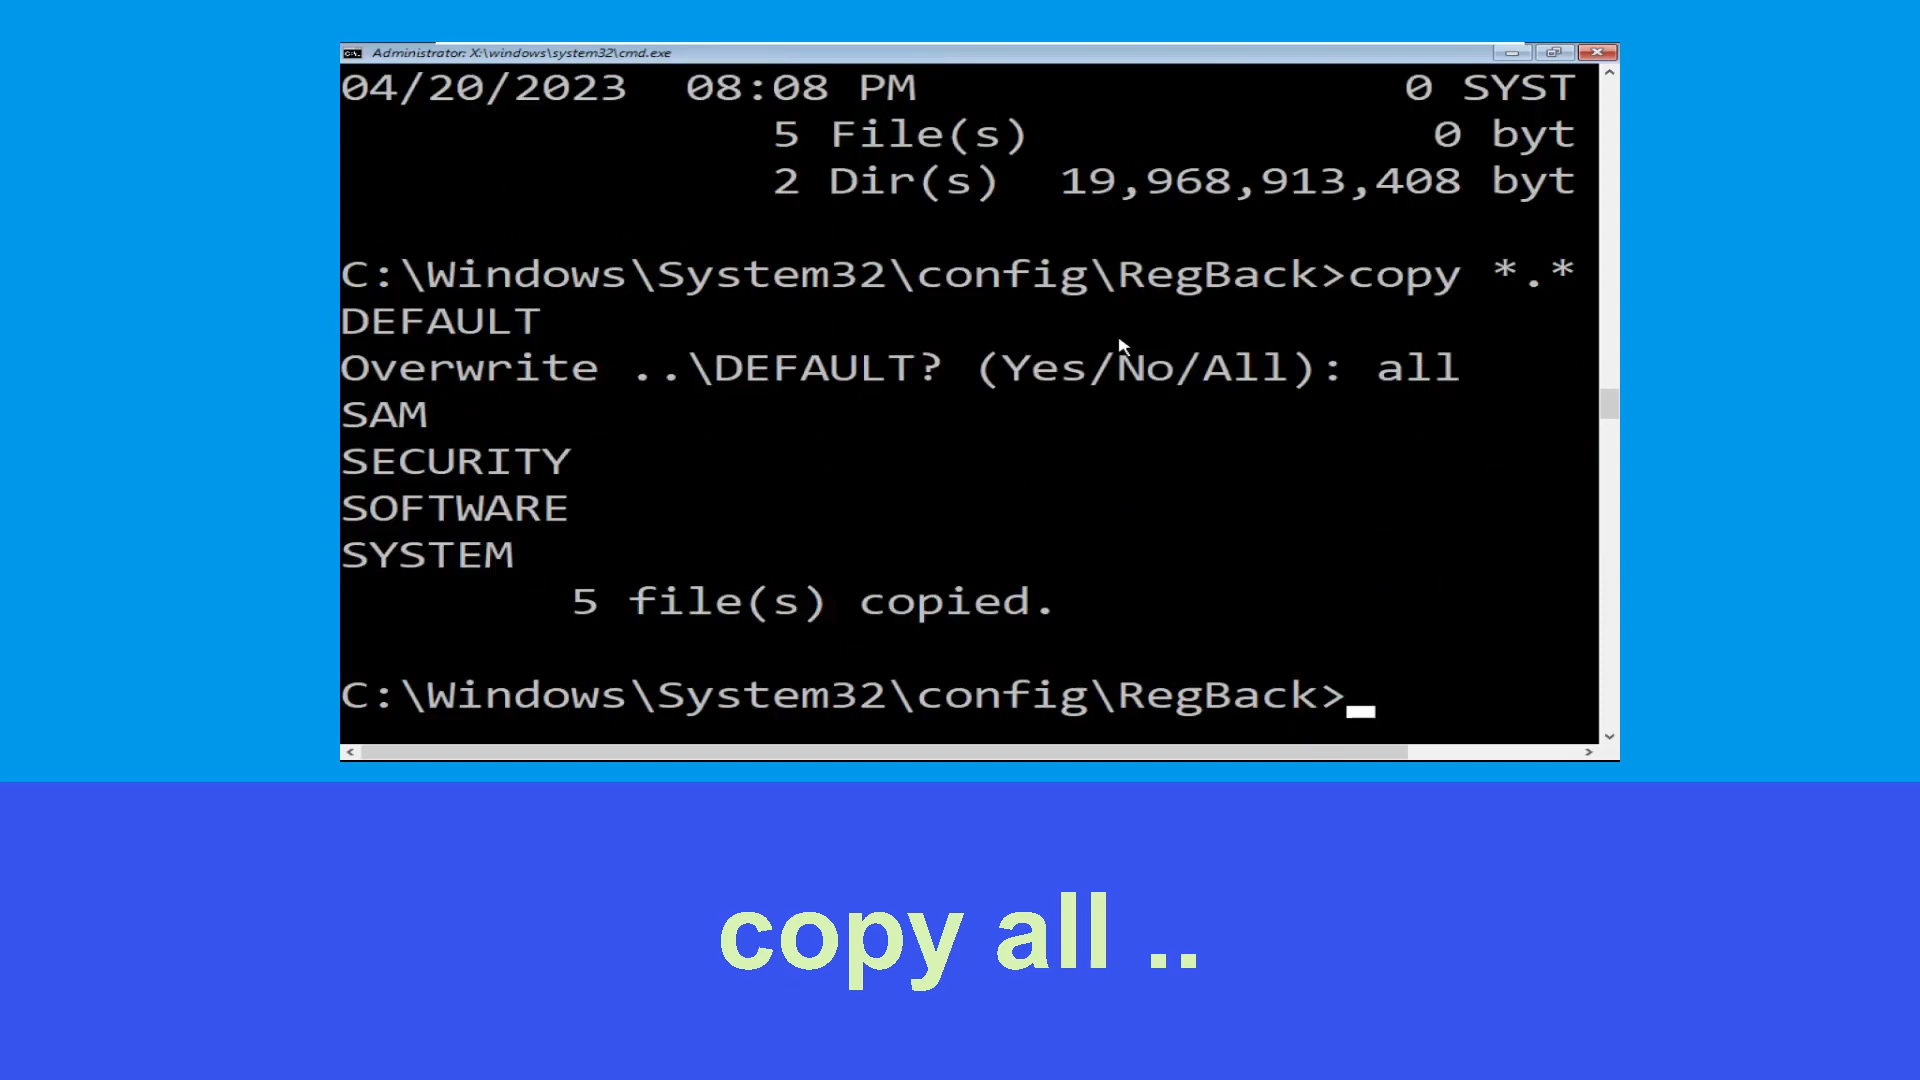 Administrator: X:\windows\system32\cmd.exe
04/20/2023 08:08 PM 0 SYST
5 File(s) 0 byt
2 Dir(s) 19,968,913,408 byt
C:\Windows\System32\config\RegBack>copy *.*
DEFAULT
Overwrite ..\DEFAULT? (Yes/No/All): all
SAM
SECURITY
SOFTWARE
SYSTEM
5 file(s) copied.
C:\Windows\System32\config\RegBack>
copy all ..